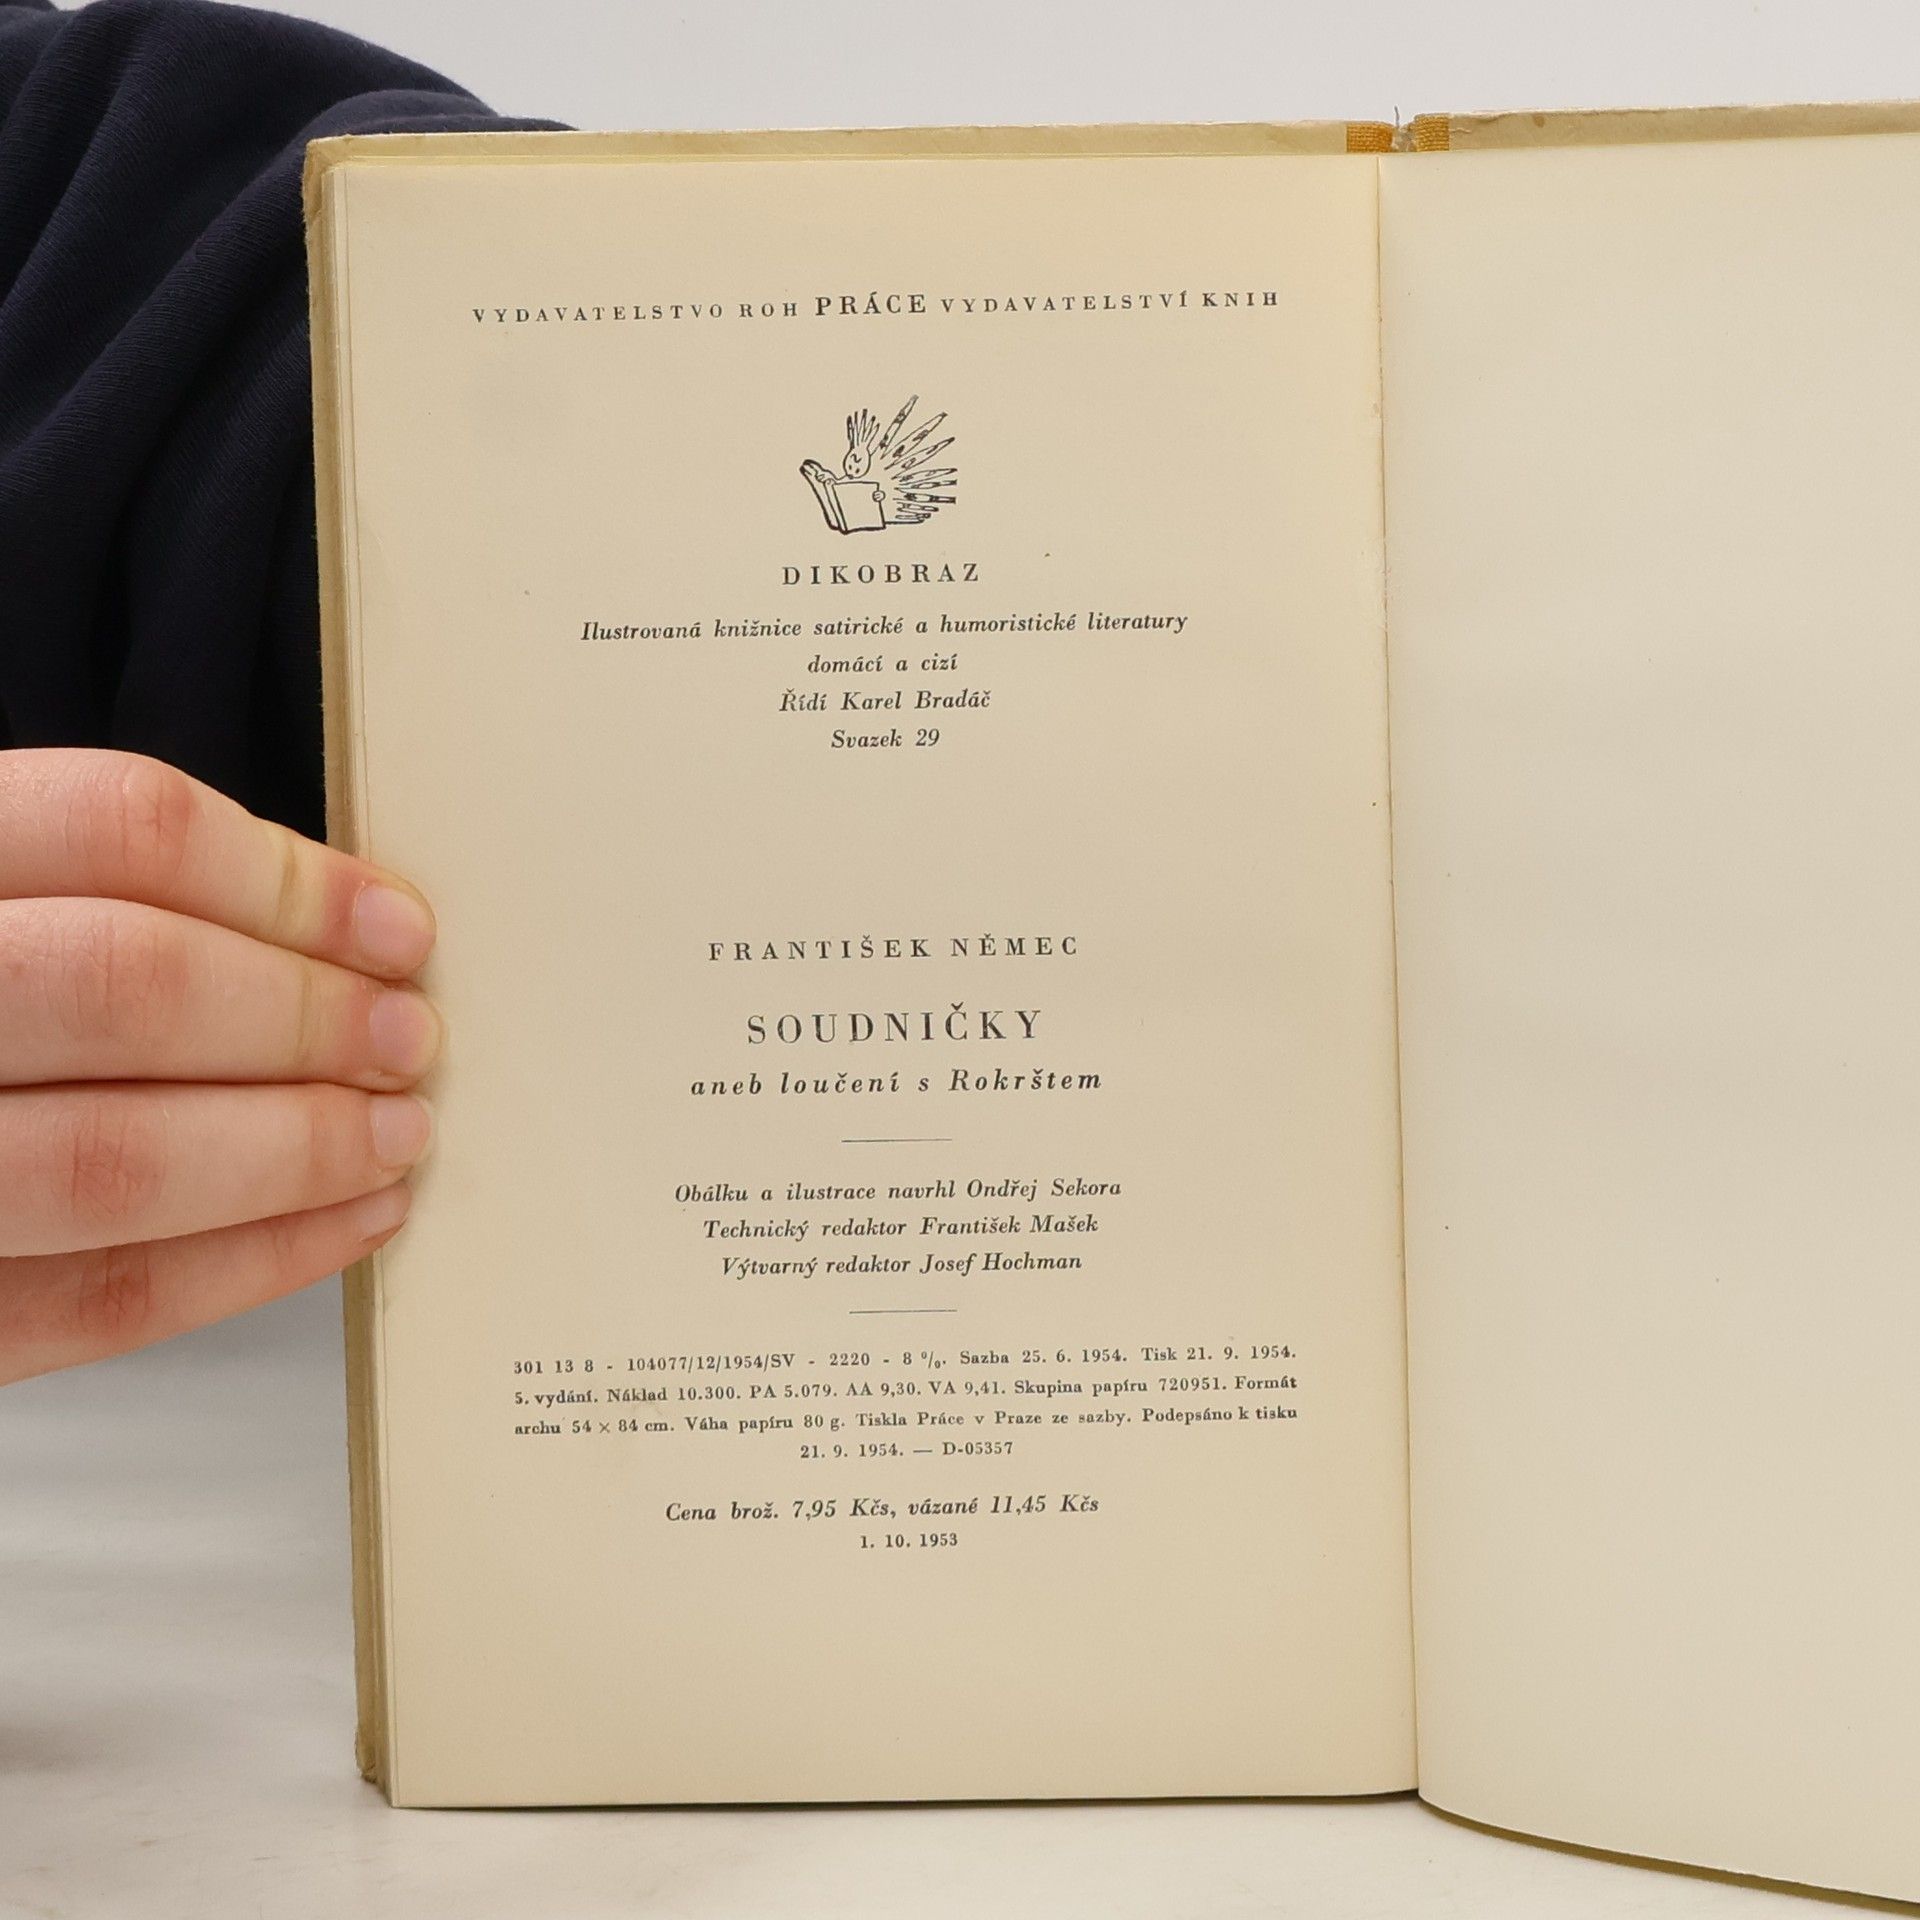 VYDAVATELSTVO ROH PRÁCE VYDAVATELSTVÍ KNIH
DIKOBRAZ
Ilustrovaná knižnice satirické a humoristické literatury
domácí a cizí
Řídí Karel Bradáč
Svazek 29
FRANTIŠEK NĚMEC
SOUDNIČKY
aneb loučení s Rokrštem
Obálku a ilustrace navrhl Ondřej Sekora
Technický redaktor František Mašek
Výtvarný redaktor Josef Hochman
301 13 8 - 104077/12/1954/SV - 2220 - 8 %. Sazba 25. 6. 1954. Tisk 21. 9. 1954.
5. vydání. Náklad 10.300. PA 5.079. AA 9,30. VA 9,41. Skupina papíru 720951. Formát
archu 54 × 84 cm. Váha papíru 80 g. Tiskla Práce v Praze ze sazby. Podepsáno k tisku
21. 9. 1954. — D-05357
Cena brož. 7,95 Kčs, vázané 11,45 Kčs
1. 10. 1953